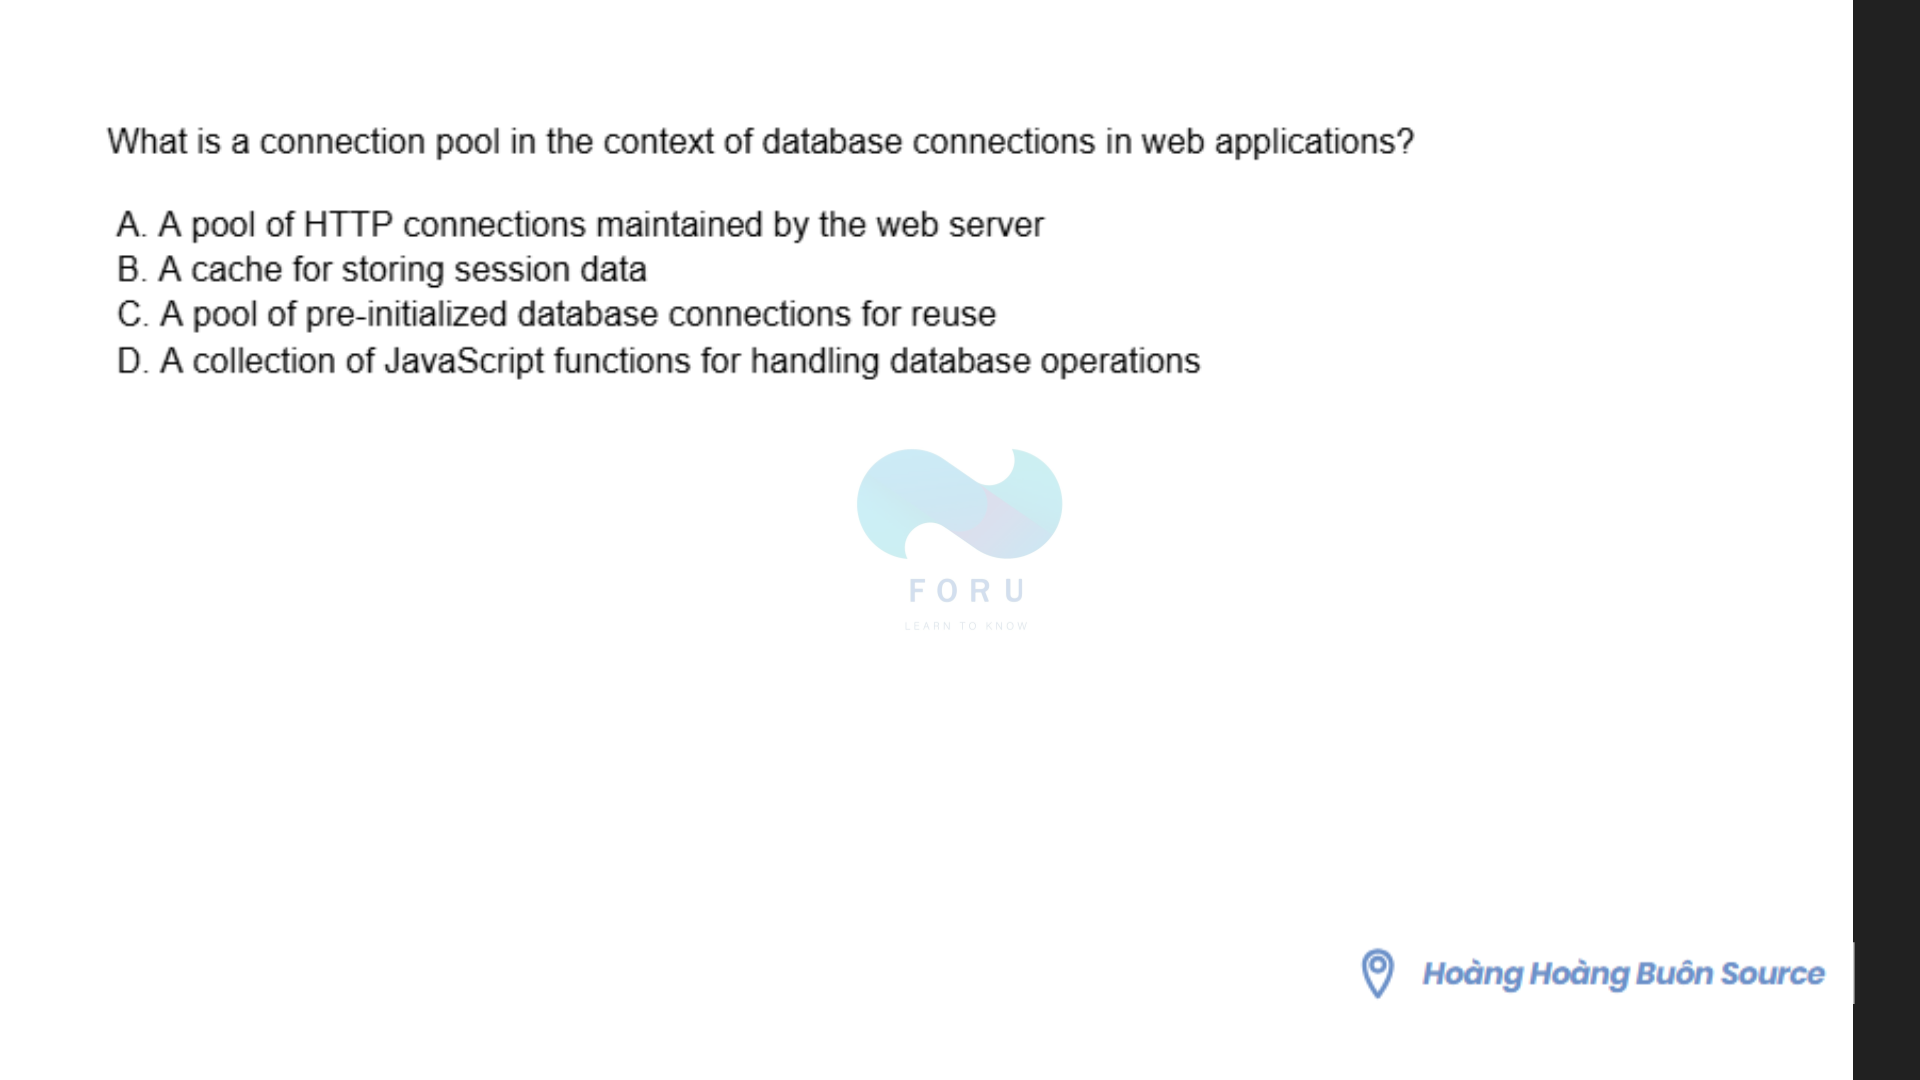 What is a connection pool in the context of database connections in web applications?
A. A pool of HTTP connections maintained by the web server
B. A cache for storing session data
C. A pool of pre-initialized database connections for reuse
D. A collection of JavaScript functions for handling database operations
FORU
LEARN TO KNOW
Hoàng Hoàng Buôn Source